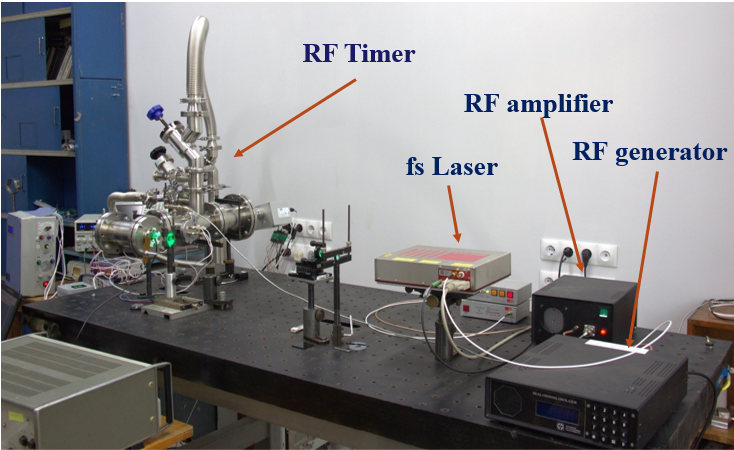 RF Timer
RF amplifier
fs Laser
RF generator